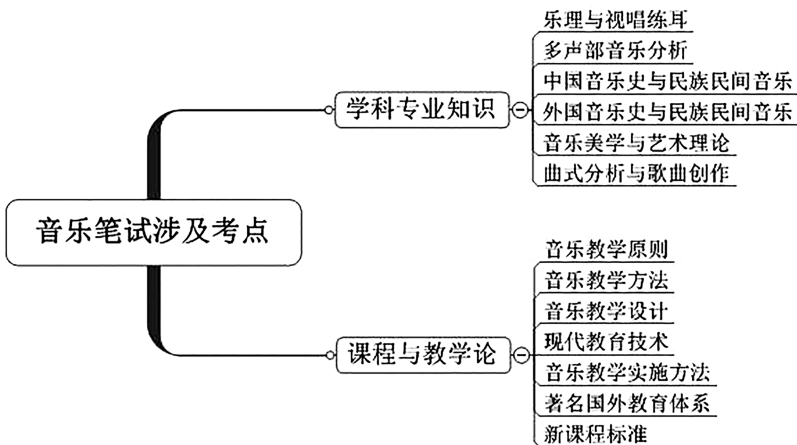 音乐笔试涉及考点
学科专业知识
乐理与视唱练耳
多声部音乐分析
中国音乐史与民族民间音乐
外国音乐史与民族民间音乐
音乐美学与艺术理论
曲式分析与歌曲创作
课程与教学论
音乐教学原则
音乐教学方法
音乐教学设计
现代教育技术
音乐教学实施方法
著名国外教育体系
新课程标准